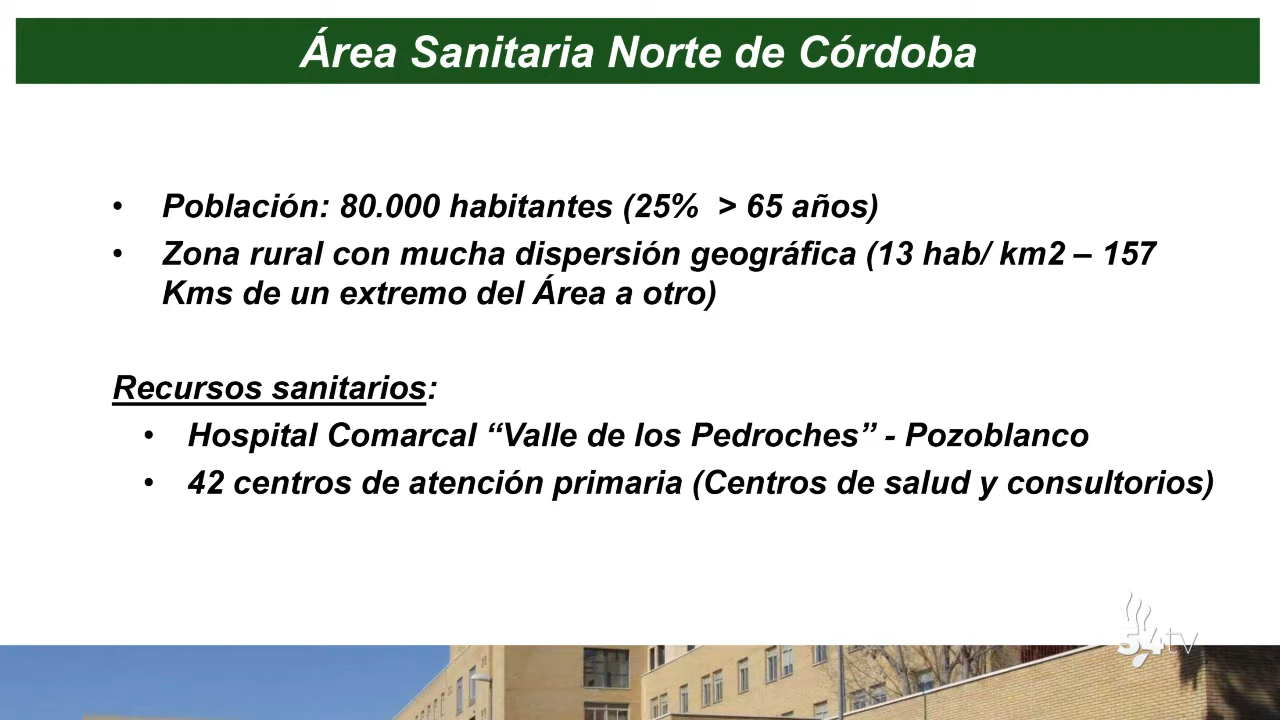 Área Sanitaria Norte de Córdoba
• Población: 80.000 habitantes (25%  > 65 años)
• Zona rural con mucha dispersión geográfica (13 hab/ km2 – 157
Kms de un extremo del Área a otro)
Recursos sanitarios:
• Hospital Comarcal “Valle de los Pedroches” - Pozoblanco
• 42 centros de atención primaria (Centros de salud y consultorios)
54tv